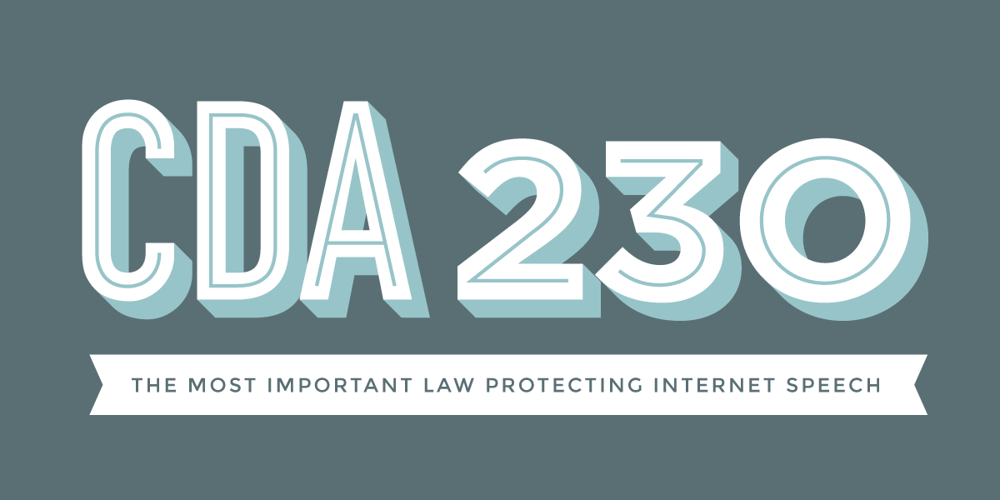 CDA 230
THE MOST IMPORTANT LAW PROTECTING INTERNET SPEECH